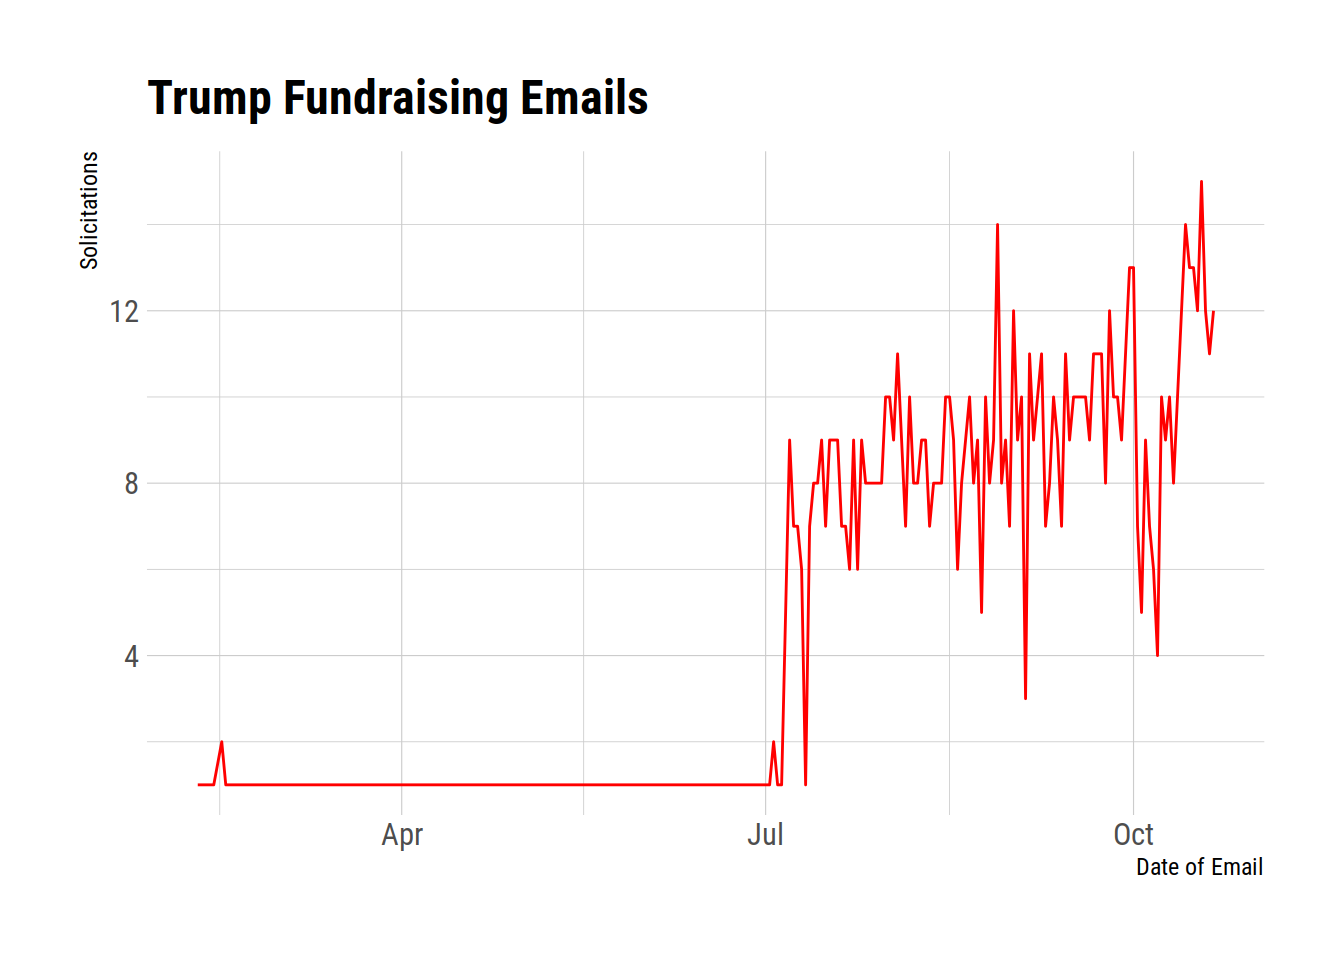 Trump Fundraising Emails
Solicitations
12
8
4
Apr
Jul
Oct
Date of Email